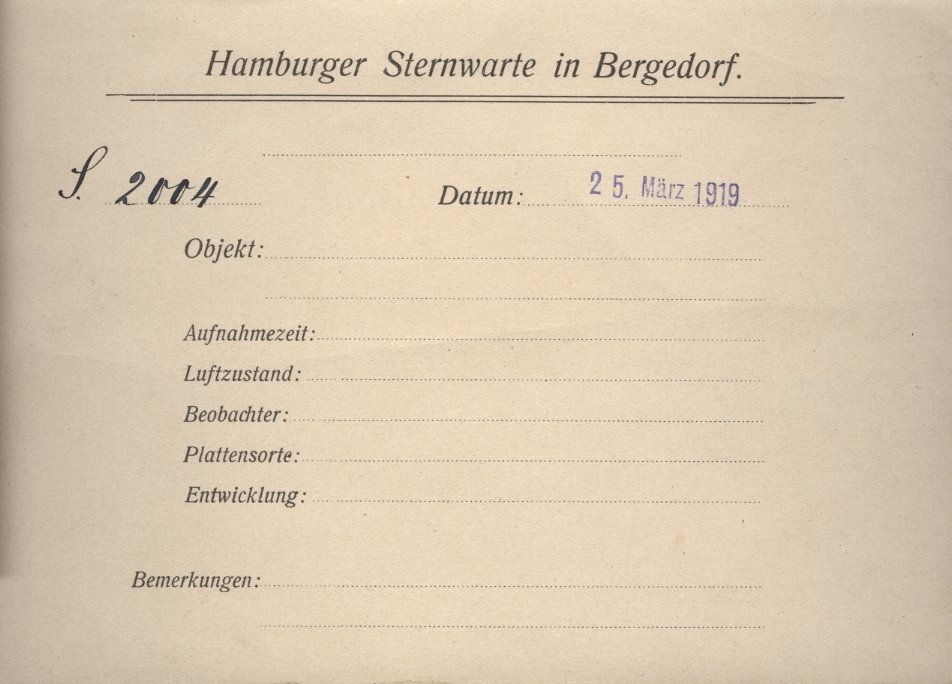 Hamburger Sternwarte in Bergedorf.
S. 2004
Datum: 25. März 1919
Objekt:
Aufnahmezeit:
Luftzustand:
Beobachter:
Plattensorte:
Entwicklung:
Bemerkungen: